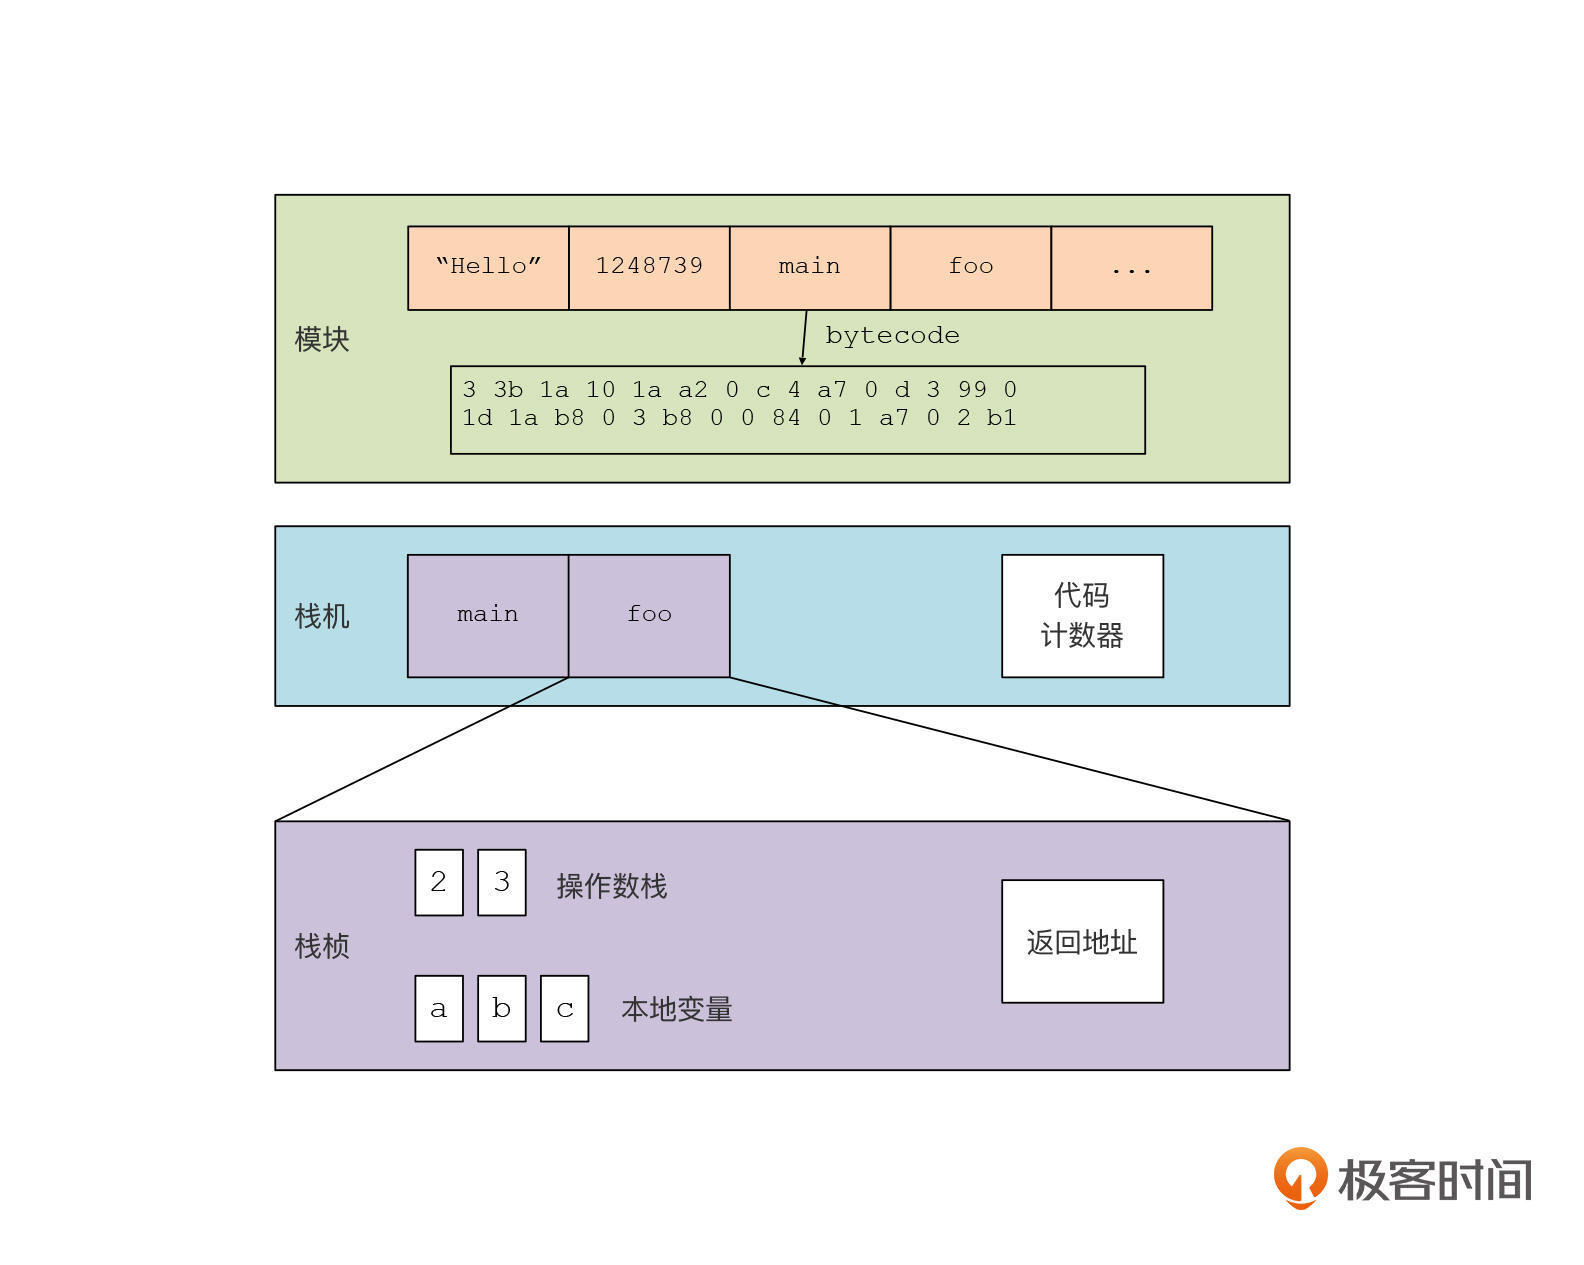 “Hello” 1248739 main foo ...
模块
bytecode
3 3b 1a 10 1a a2 0 c 4 a7 0 d 3 99 0
1d 1a b8 0 3 b8 0 0 84 0 1 a7 0 2 b1
栈机
main foo
代码
计数器
2 3 操作数栈
栈桢
返回地址
a b c 本地变量
极客时间